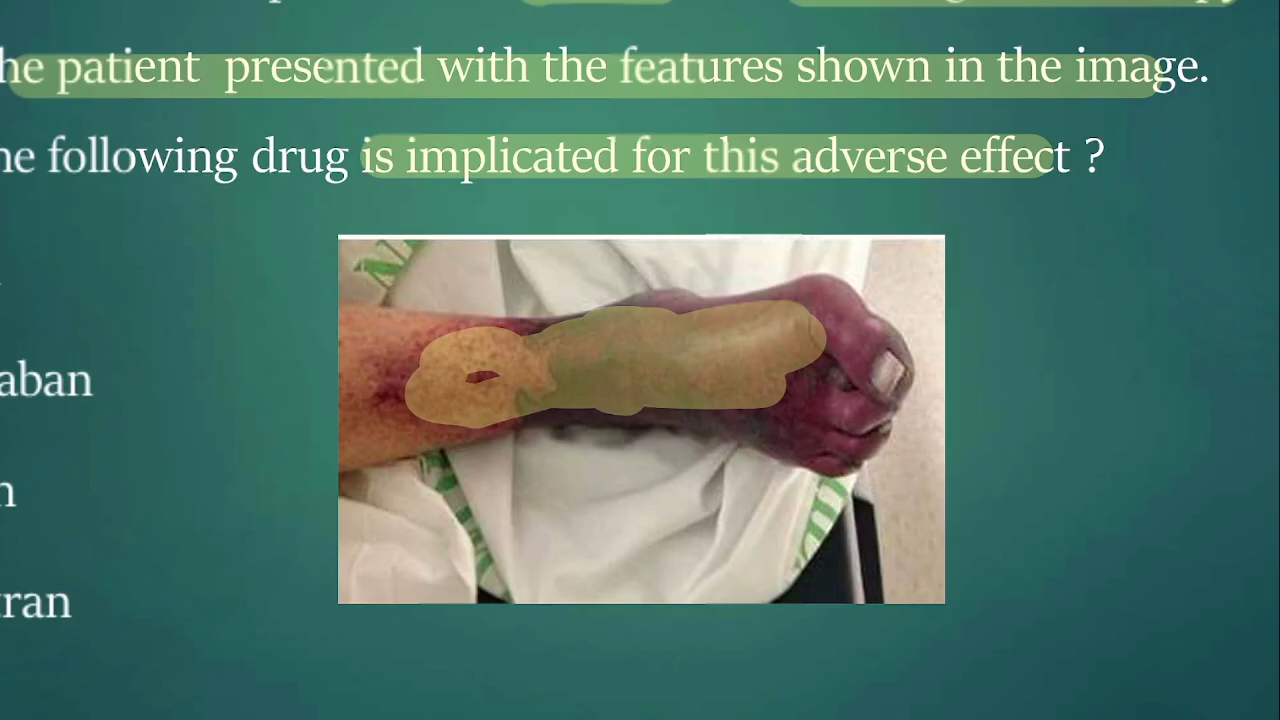 he patient presented with the features shown in the image.
he following drug is implicated for this adverse effect ?
aban
n
ran